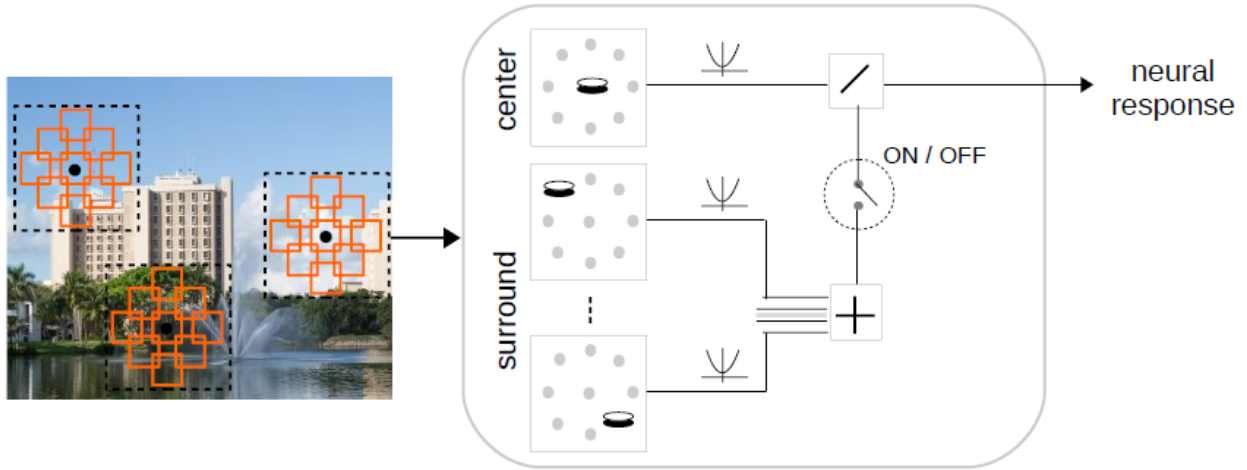 center
surround
ON / OFF
neural
response